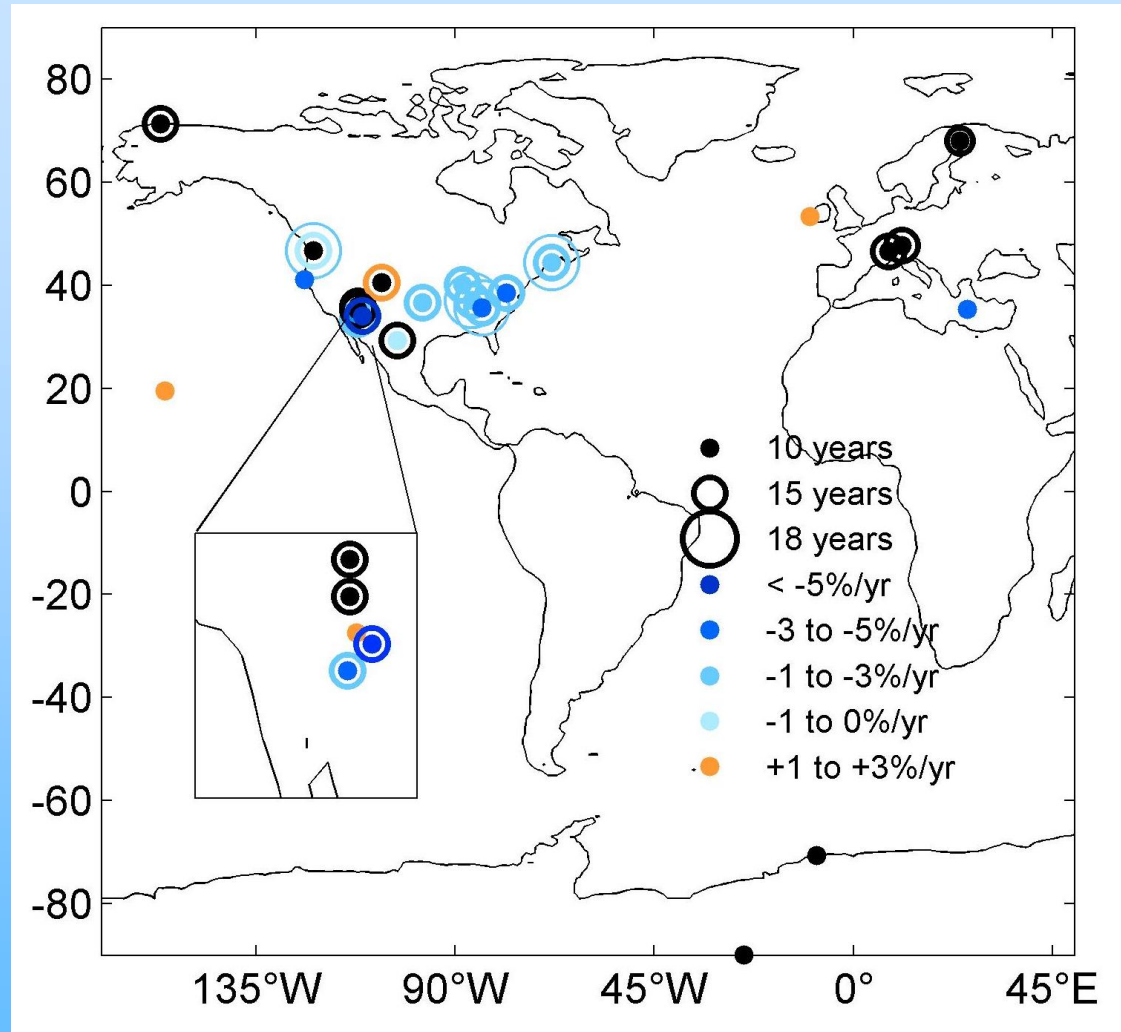 80
60
40
20
0
-20
-40
-60
-80
10 years
15 years
18 years
< -5%/yr
-3 to -5%/yr
-1 to -3%/yr
-1 to 0%/yr
+1 to +3%/yr
135°W 90°W 45°W 0° 45°E